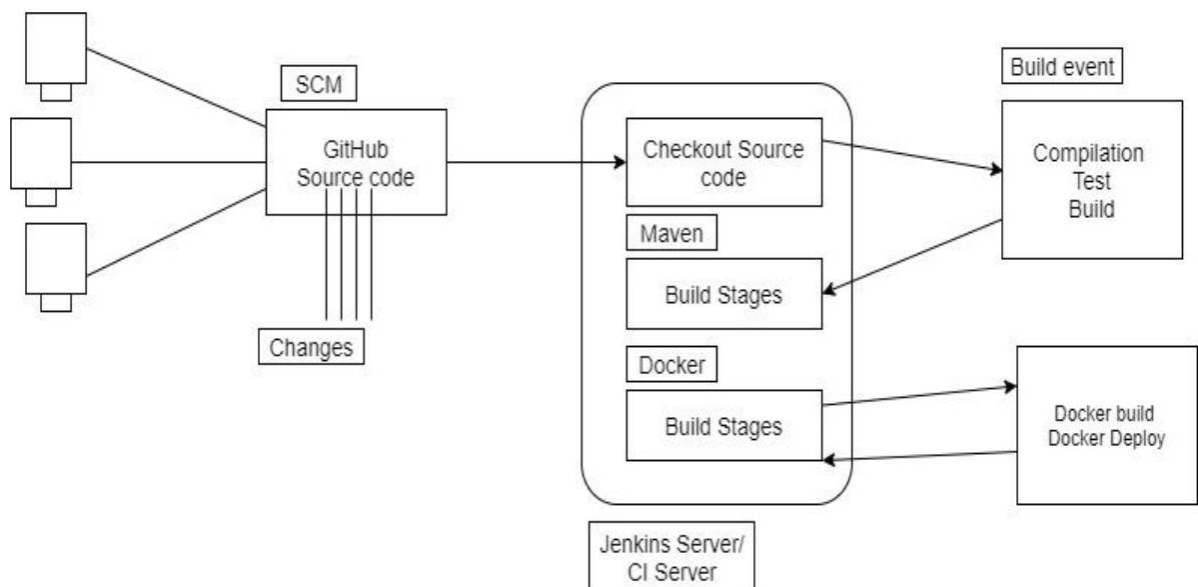 SCM
GitHub
Source code
Changes
Checkout Source
code
Maven
Build Stages
Docker
Build Stages
Jenkins Server/
CI Server
Build event
Compilation
Test
Build
Docker build
Docker Deploy